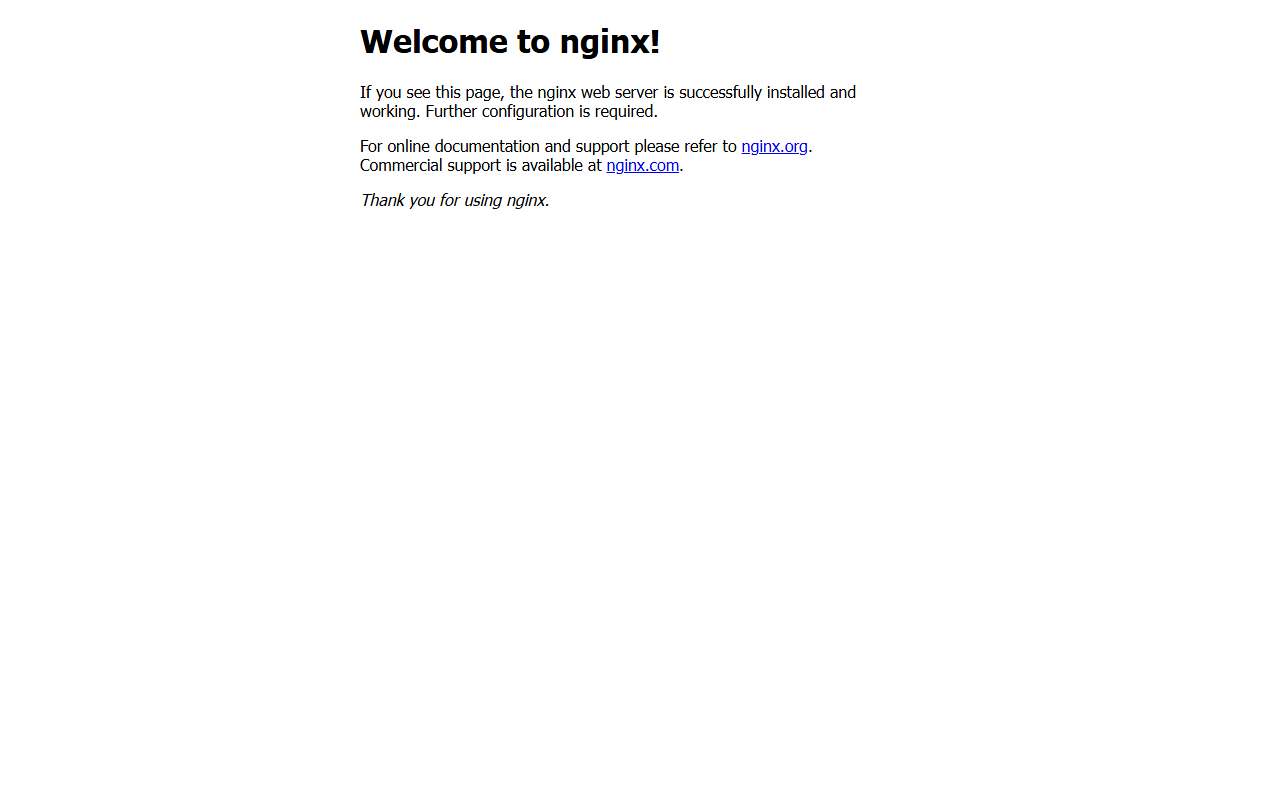 Welcome to nginx!
If you see this page, the nginx web server is successfully installed and
working. Further configuration is required.
For online documentation and support please refer to nginx.org.
Commercial support is available at nginx.com.
Thank you for using nginx.